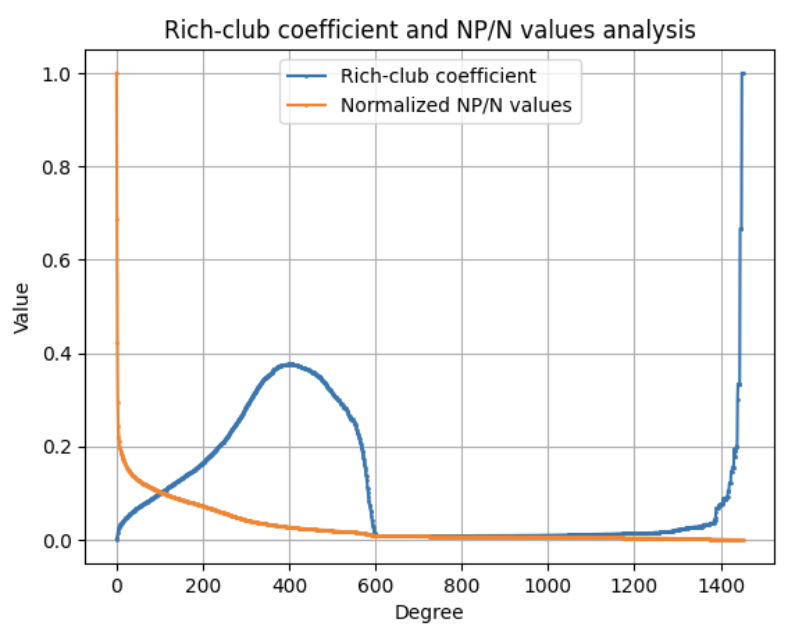 Rich-club coefficient and NP/N values analysis
Rich-club coefficient
Normalized NP/N values
1.0
0.8
0.6
0.4
0.2
0.0
Value
0 200 400 600 800 1000 1200 1400
Degree